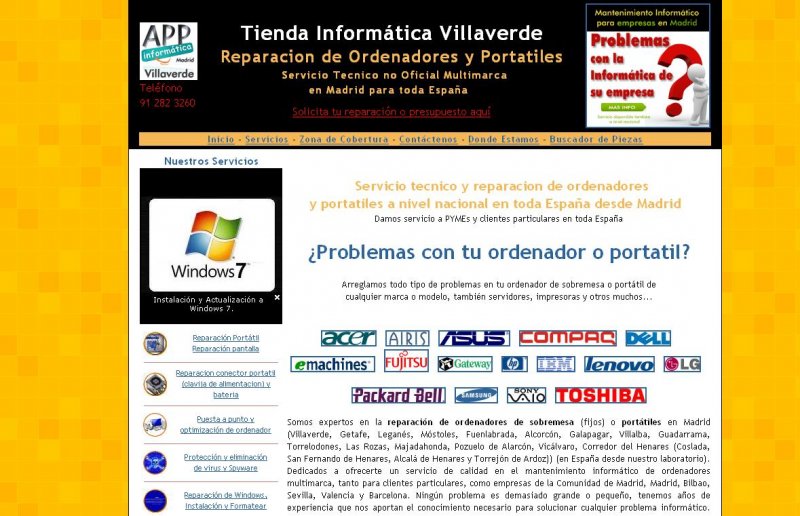 APP
informática
Madrid
Villaverde
Teléfono
91 282 3260
Tienda Informática Villaverde
Reparacion de Ordenadores y Portatiles
Servicio Tecnico no Oficial Multimarca
en Madrid para toda España
Solicita tu reparación o presupuesto aquí
Mantenimiento Informático
para empresas en Madrid
Problemas
con la
Informática de
su empresa
MAS INFO
Inicio - Servicios - Zona de Cobertura - Contáctenos - Donde Estamos - Buscador de Piezas
Nuestros Servicios
Windows 7
Instalación y Actualización a
Windows 7.
Reparación Portátil
Reparación pantalla
Reparacion conector portatil
(clavija de alimentacion) y
bateria
Puesta a punto y
optimización de ordenador
Protección y eliminación
de virus y Spyware
Reparación de Windows,
Instalación y Formatear
Servicio tecnico y reparacion de ordenadores
y portatiles a nivel nacional en toda España desde Madrid
Damos servicio a PYMEs y clientes particulares en toda España
¿Problemas con tu ordenador o portatil?
Arreglamos todo tipo de problemas en tu ordenador de sobremesa o portátil de
cualquier marca o modelo, también servidores, impresoras y otros muchos...
acer AIRIS ASUS COMPAQ DELL
emachines FUJITSU Gateway hp IBM lenovo LG
Packard Bell SAMSUNG SONY VAIO TOSHIBA
Somos expertos en la reparación de ordenadores de sobremesa (fijos) o portátiles en Madrid
(Villaverde, Getafe, Leganés, Móstoles, Fuenlabrada, Alcorcón, Galapagar, Villalba, Guadarrama,
Torrelodones, Las Rozas, Majadahonda, Pozuelo de Alarcón, Vicálvaro, Corredor del Henares (Coslada,
San Fernando de Henares, Alcalá de Henares y Torrejón de Ardoz)) (en España desde nuestro laboratorio).
Dedicados a ofrecerte un servicio de calidad en el mantenimiento informático de ordenadores
multimarca, tanto para clientes particulares, como empresas de la Comunidad de Madrid, Madrid, Bilbao,
Sevilla, Valencia y Barcelona. Ningún problema es demasiado grande o pequeño, tenemos años de
experiencia que nos aportan el conocimiento necesario para solucionar cualquier problema informático.